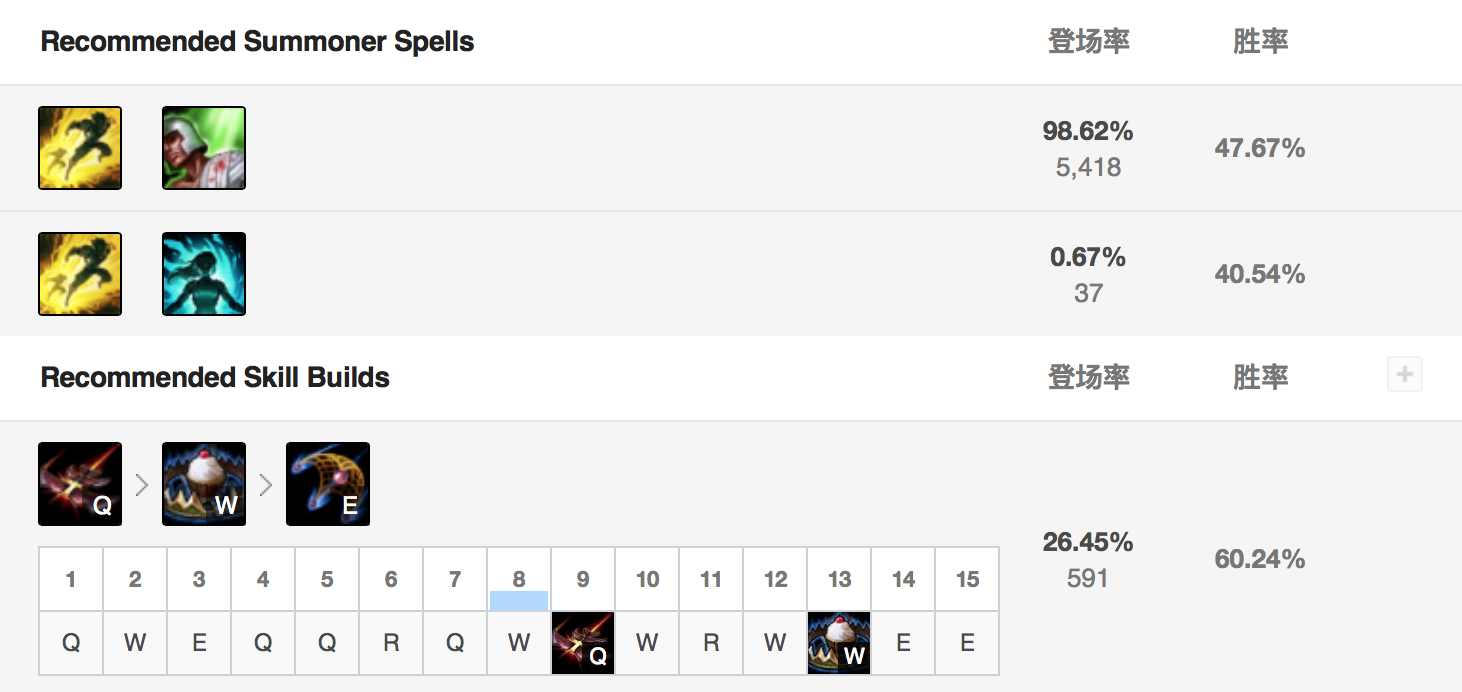 Recommended Summoner Spells 登场率 胜率
98.62%
5,418
47.67%
0.67%
37
40.54%
Recommended Skill Builds 登场率 胜率 +
Q W E
26.45%
591
60.24%
1 2 3 4 5 6 7 8 9 10 11 12 13 14 15
Q W E Q Q R Q W Q W R W W E E